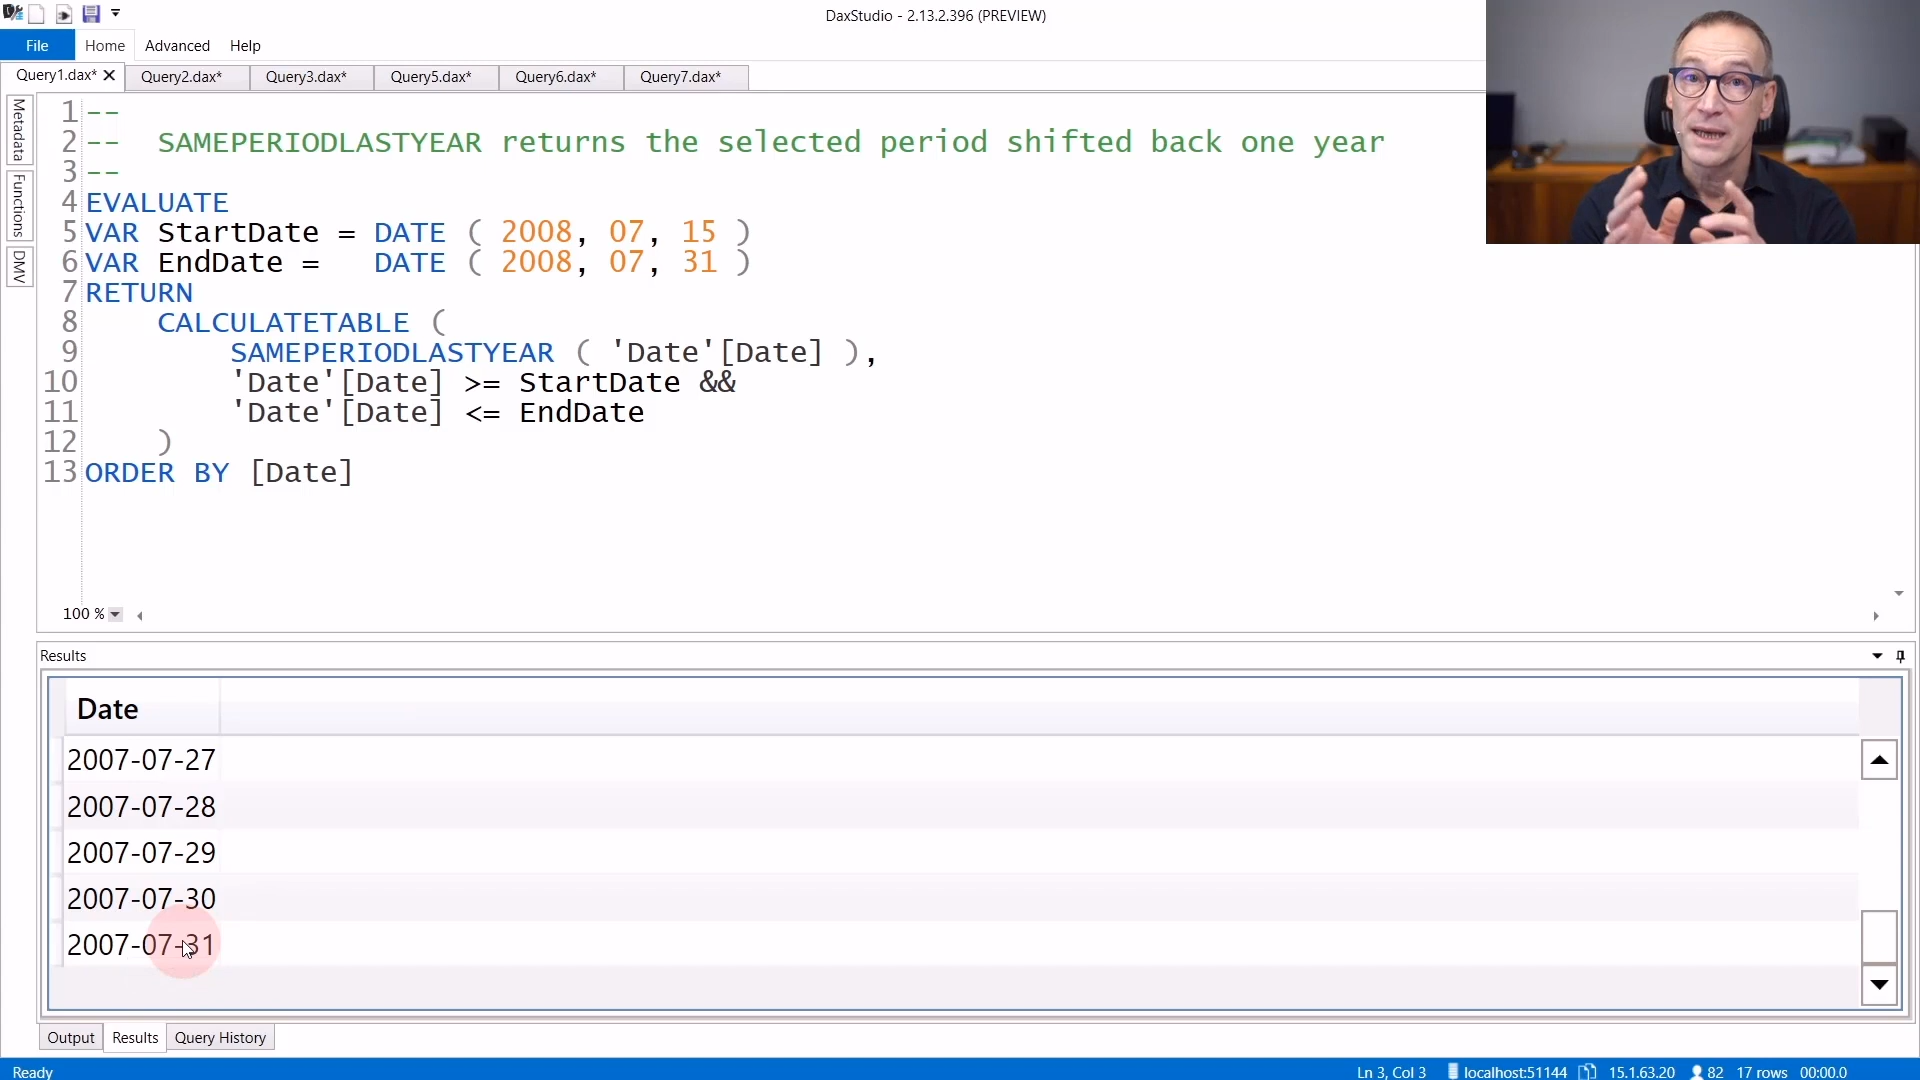 DaxStudio - 2.13.2.396 (PREVIEW)
File Home Advanced Help
Query1.dax* Query2.dax* Query3.dax* Query5.dax* Query6.dax* Query7.dax*
Metadata
Functions
DMV
1 --
2 -- SAMEPERIODLASTYEAR returns the selected period shifted back one year
3 --
4 EVALUATE
5 VAR StartDate = DATE ( 2008, 07, 15 )
6 VAR EndDate = DATE ( 2008, 07, 31 )
7 RETURN
8 CALCULATETABLE (
9 SAMEPERIODLASTYEAR ( 'Date'[Date] ),
10 'Date'[Date] >= StartDate &&
11 'Date'[Date] <= EndDate
12 )
13 ORDER BY [Date]
100 %
Results
Date
2007-07-27
2007-07-28
2007-07-29
2007-07-30
2007-07-31
Output Results Query History
Ready Ln 3, Col 3 localhost:51144 15.1.63.20 82 17 rows 00:00.0